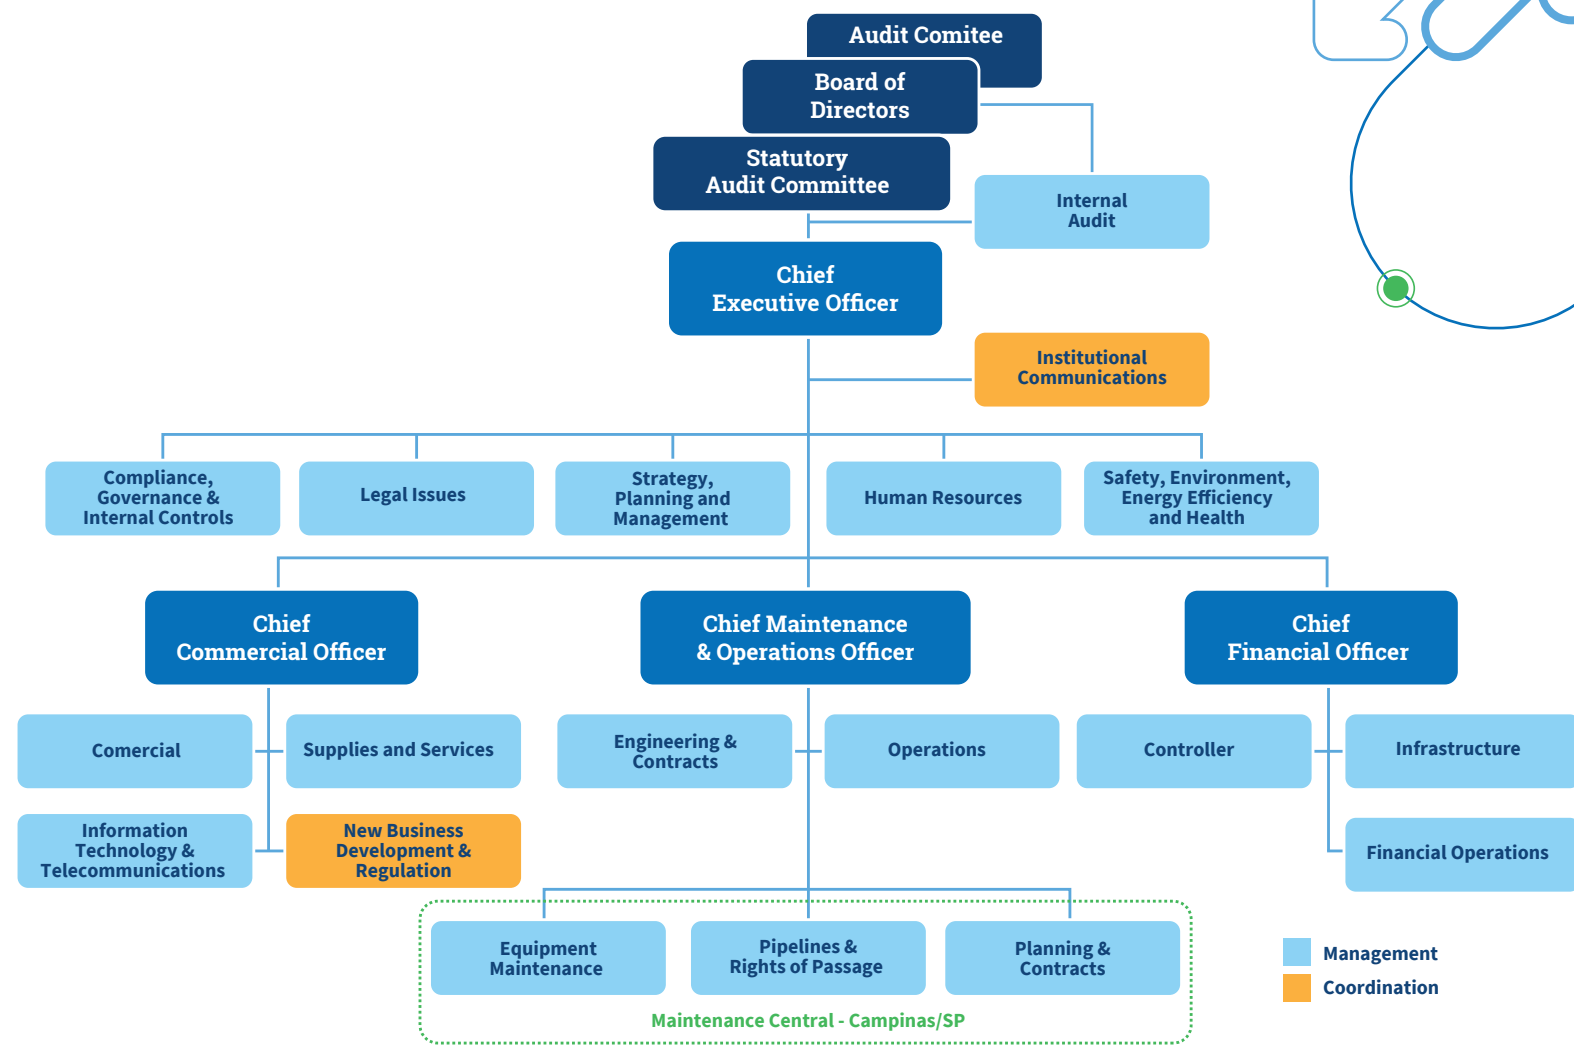 Audit Comitee
Board of
Directors
Statutory
Audit Committee
Internal
Audit
Chief
Executive Officer
Institutional
Communications
Compliance,
Governance &
Internal Controls
Legal Issues
Strategy,
Planning and
Management
Human Resources
Safety, Environment,
Energy Efficiency
and Health
Chief
Commercial Officer
Chief Maintenance
& Operations Officer
Chief
Financial Officer
Comercial
Supplies and Services
Engineering &
Contracts
Operations
Controller
Infrastructure
Information
Technology &
Telecommunications
New Business
Development &
Regulation
Financial Operations
Equipment
Maintenance
Pipelines &
Rights of Passage
Planning &
Contracts
Maintenance Central - Campinas/SP
Management
Coordination